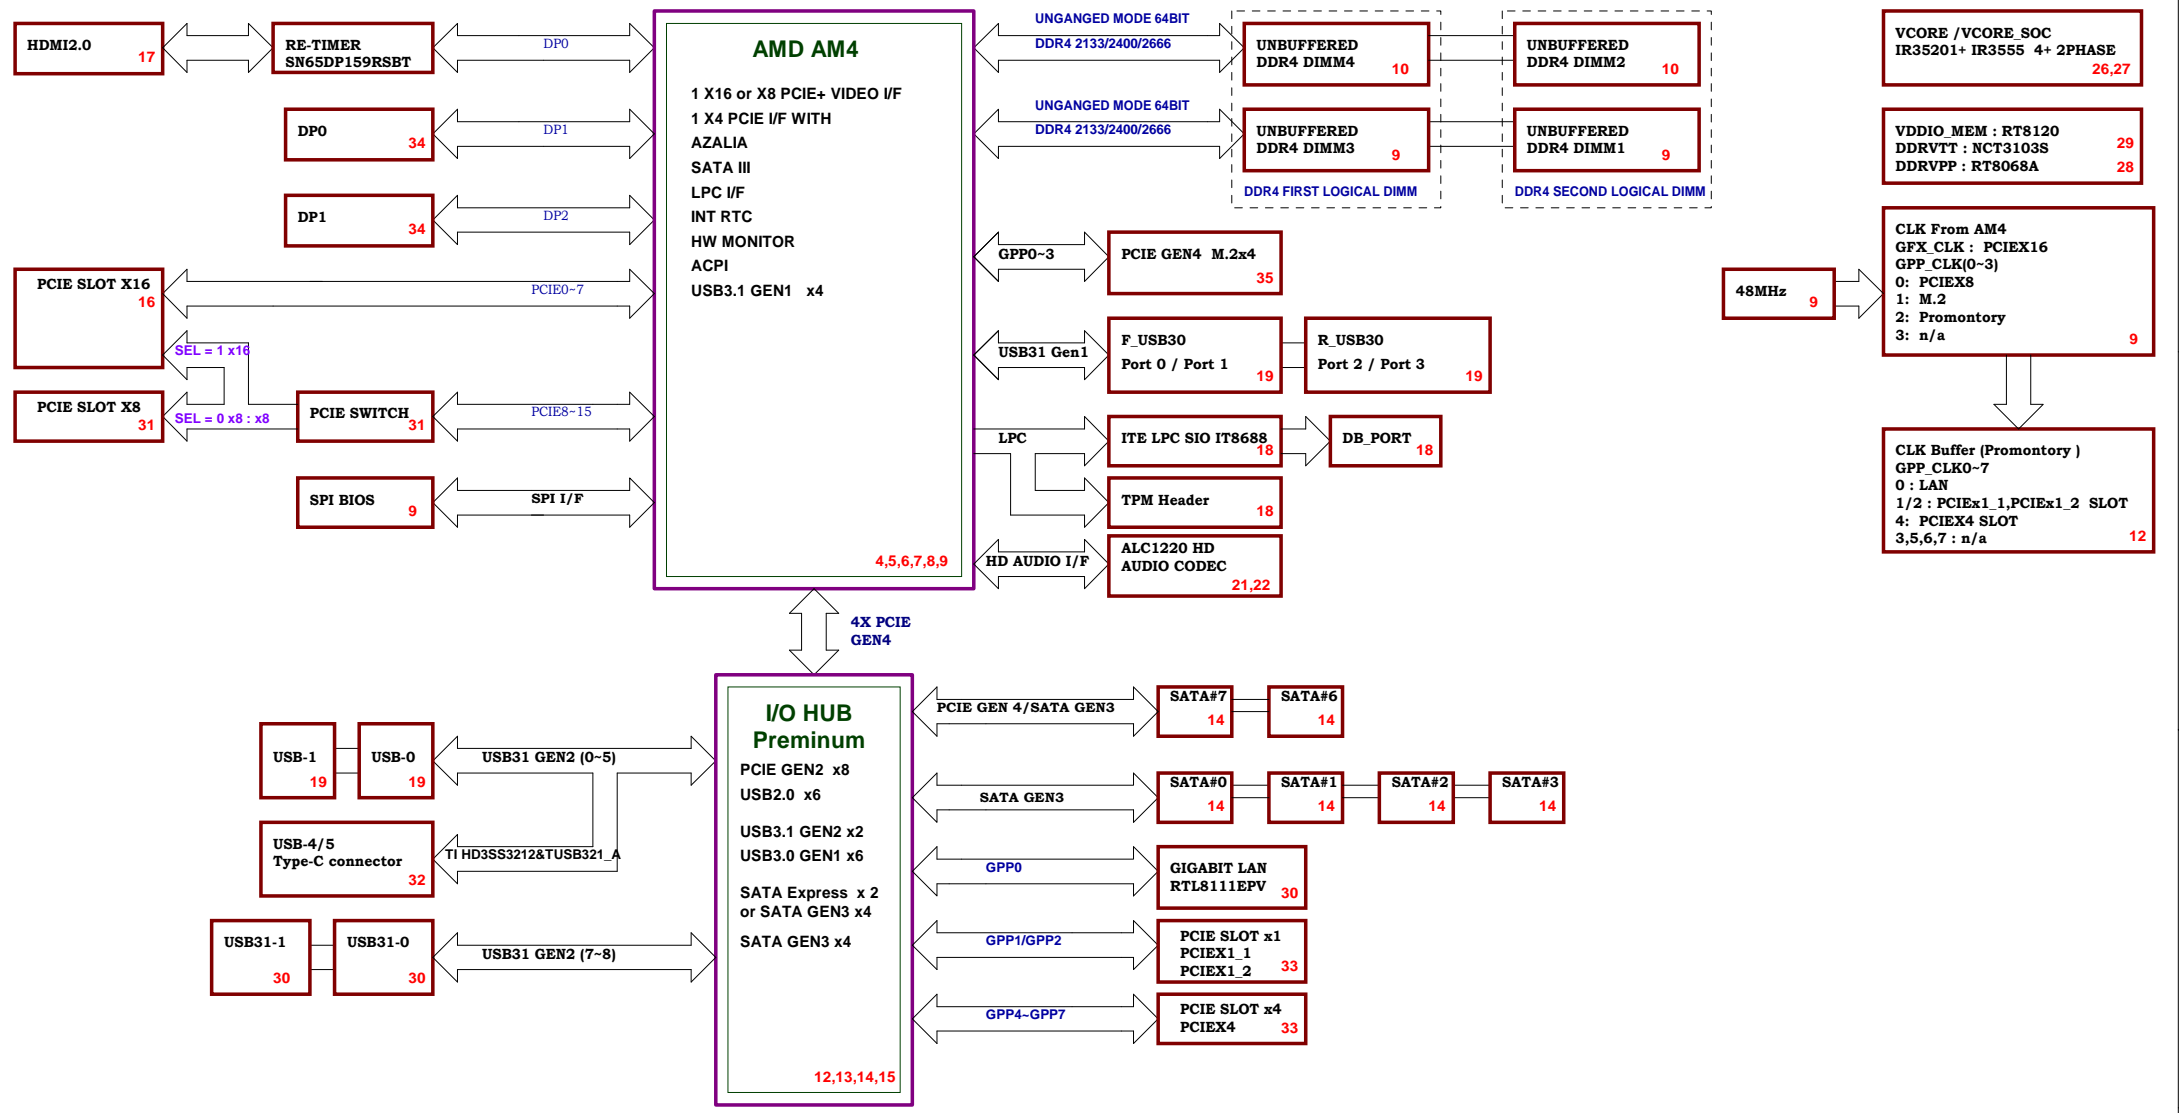 HDMI2.0
17
RE-TIMER
SN65DP159RSBT
DP0
DP0
34
DP1
DP1
34
DP2
PCIE SLOT X16
16
PCIE0~7
SEL = 1 x16
PCIE SLOT X8
31
SEL = 0 x8 : x8
PCIE SWITCH
31
PCIE8~15
SPI BIOS
9
SPI I/F
AMD AM4
1 X16 or X8 PCIE+ VIDEO I/F
1 X4 PCIE I/F WITH
AZALIA
SATA III
LPC I/F
INT RTC
HW MONITOR
ACPI
USB3.1 GEN1 x4
4,5,6,7,8,9
UNGANGED MODE 64BIT
DDR4 2133/2400/2666
UNBUFFERED
DDR4 DIMM4
10
UNBUFFERED
DDR4 DIMM2
10
UNGANGED MODE 64BIT
DDR4 2133/2400/2666
UNBUFFERED
DDR4 DIMM3
9
UNBUFFERED
DDR4 DIMM1
9
DDR4 FIRST LOGICAL DIMM
DDR4 SECOND LOGICAL DIMM
GPP0~3
PCIE GEN4 M.2x4
35
USB31 Gen1
F_USB30
Port 0 / Port 1
19
R_USB30
Port 2 / Port 3
19
LPC
ITE LPC SIO IT8688
18
DB_PORT
18
TPM Header
18
HD AUDIO I/F
ALC1220 HD
AUDIO CODEC
21,22
VCORE /VCORE_SOC
IR35201+ IR3555 4+ 2PHASE
26,27
VDDIO_MEM : RT8120
29
DDRVTT : NCT3103S
DDRVPP : RT8068A
28
48MHz
9
CLK From AM4
GFX_CLK : PCIEX16
GPP_CLK(0~3)
0: PCIEX8
1: M.2
2: Promontory
3: n/a
9
CLK Buffer (Promontory )
GPP_CLK0~7
0 : LAN
1/2 : PCIEx1_1,PCIEx1_2 SLOT
4: PCIEX4 SLOT
3,5,6,7 : n/a
12
4X PCIE
GEN4
I/O HUB
Preminum
PCIE GEN2 x8
USB2.0 x6
USB3.1 GEN2 x2
USB3.0 GEN1 x6
SATA Express x 2
or SATA GEN3 x4
SATA GEN3 x4
12,13,14,15
USB-1
19
USB-0
19
USB31 GEN2 (0~5)
USB-4/5
Type-C connector
32
TI HD3SS3212&TUSB321_A
USB31-1
30
USB31-0
30
USB31 GEN2 (7~8)
PCIE GEN 4/SATA GEN3
SATA#7
14
SATA#6
14
SATA GEN3
SATA#0
14
SATA#1
14
SATA#2
14
SATA#3
14
GPP0
GIGABIT LAN
RTL8111EPV
30
GPP1/GPP2
PCIE SLOT x1
PCIEX1_1
PCIEX1_2
33
GPP4~GPP7
PCIE SLOT x4
PCIEX4
33